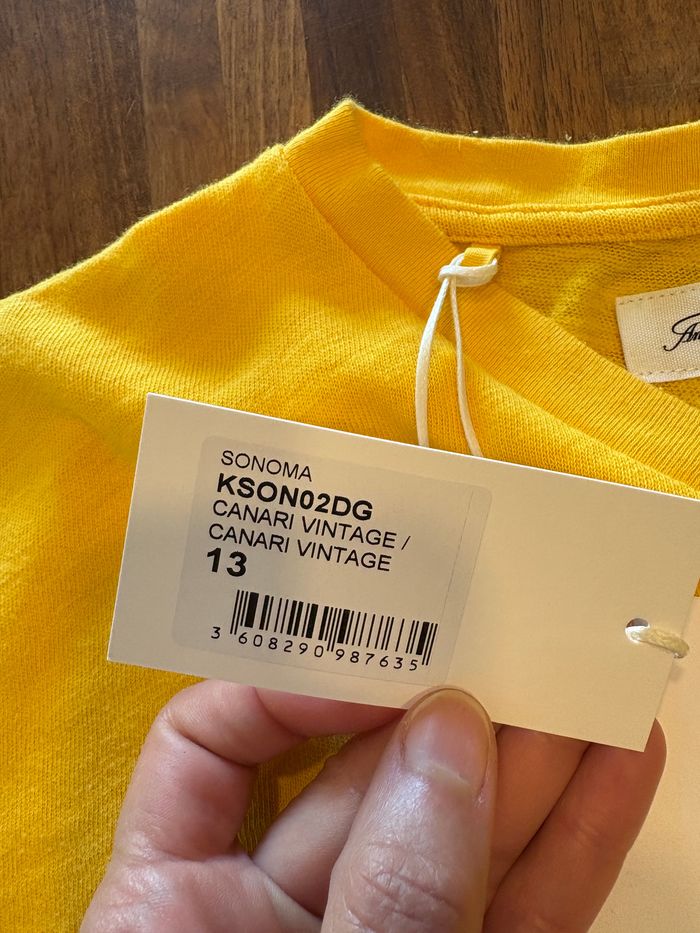 SONOMA
KSON02DG
CANARI VINTAGE /
CANARI VINTAGE
13
3 608290 987635